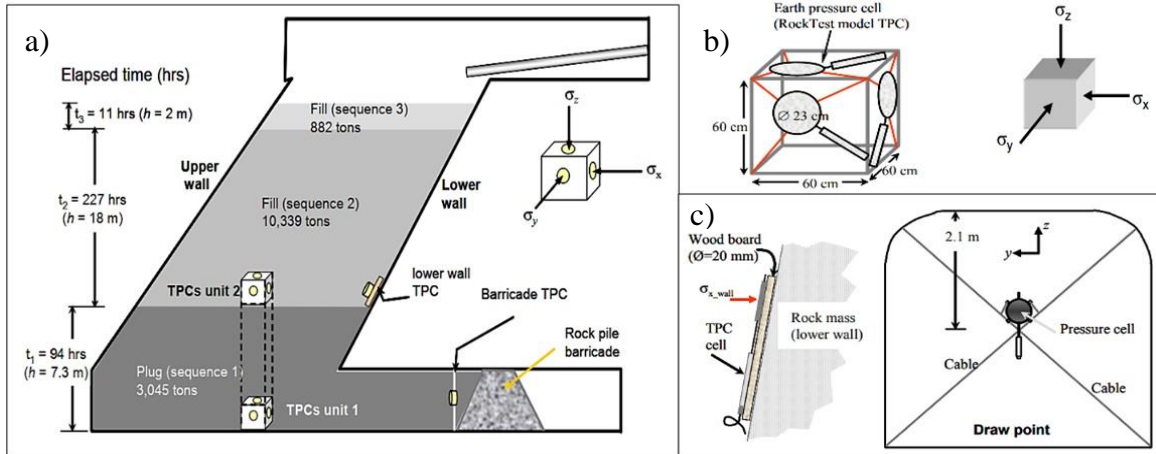 a)
Elapsed time (hrs)
t₃ = 11 hrs (h = 2 m)
Fill (sequence 3)
882 tons
Upper
wall
Lower
wall
σz
σx
σy
t₂ = 227 hrs
(h = 18 m)
Fill (sequence 2)
10,339 tons
TPCs unit 2
lower wall
TPC
Barricade TPC
Rock pile
barricade
t₁ = 94 hrs
(h = 7.3 m)
Plug (sequence 1)
3,045 tons
TPCs unit 1
b)
Earth pressure cell
(RockTest model TPC)
Ø 23 cm
60 cm
60 cm
60 cm
σz
σx
σy
c)
Wood board
(Ø=20 mm)
σx_wall
TPC
cell
Rock mass
(lower wall)
2.1 m
z
y
Pressure cell
Cable
Cable
Draw point